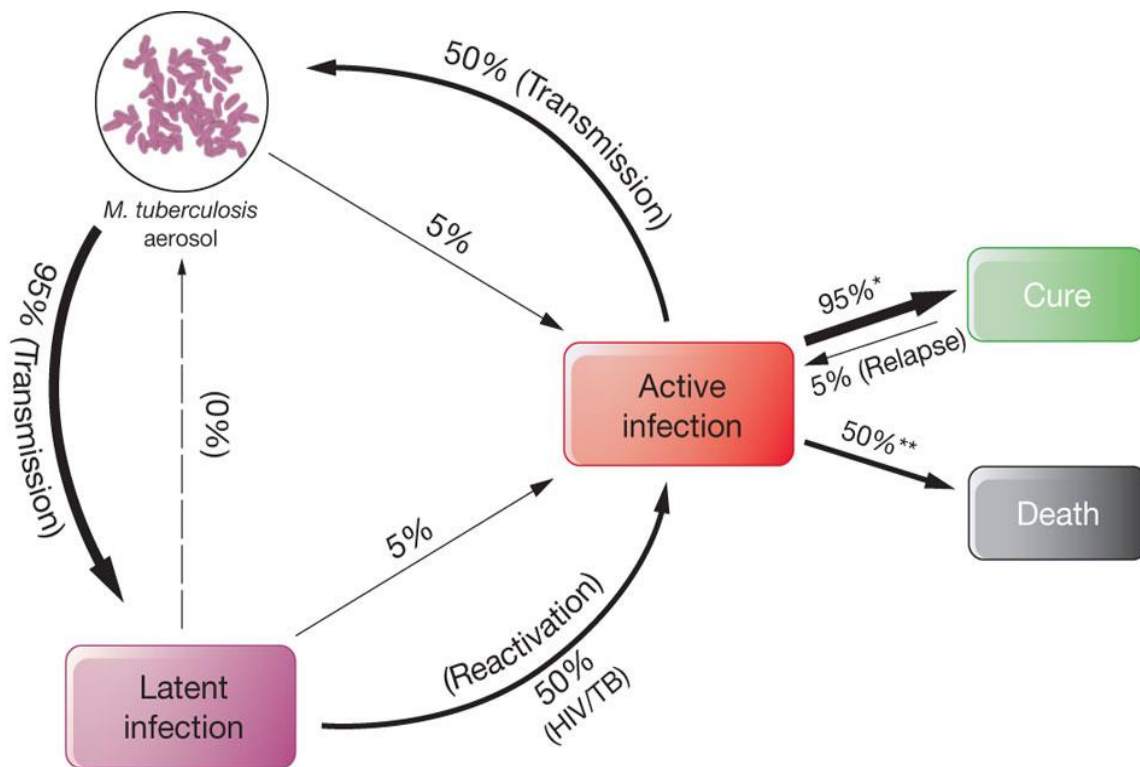 50% (Transmission)
M. tuberculosis
aerosol
5%
95% (Transmission)
(0%)
95%*
Cure
5% (Relapse)
Active
infection
50%**
Death
5%
(Reactivation)
50%
(HIV/TB)
Latent
infection